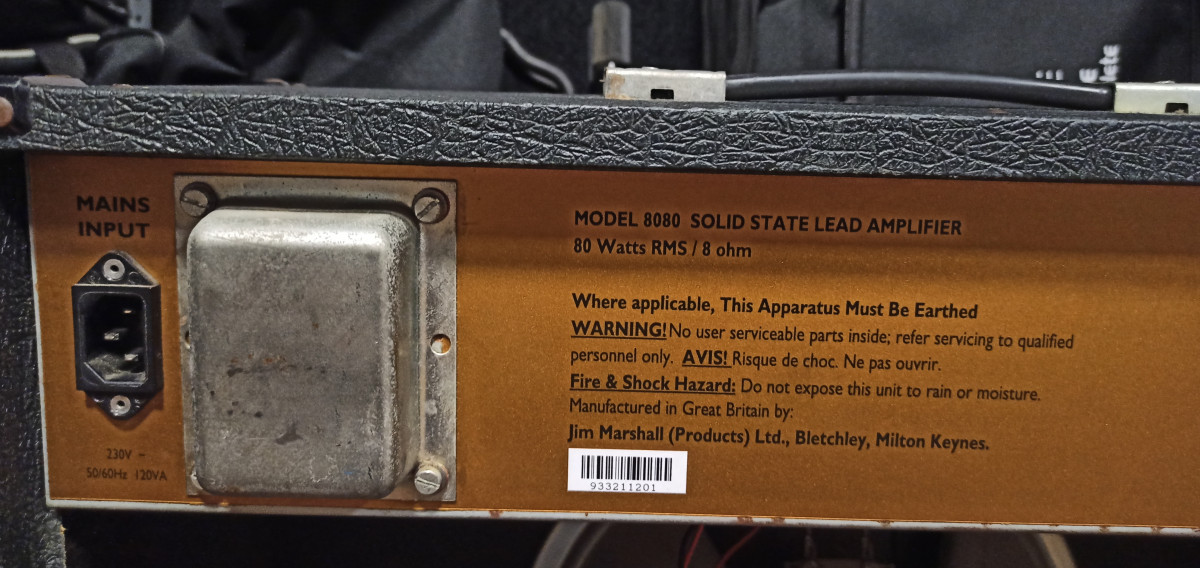 MAINS
INPUT
230V ~
50/60Hz 120VA
MODEL 8080 SOLID STATE LEAD AMPLIFIER
80 Watts RMS / 8 ohm
Where applicable, This Apparatus Must Be Earthed
WARNING! No user serviceable parts inside; refer servicing to qualified
personnel only. AVIS! Risque de choc. Ne pas ouvrir.
Fire & Shock Hazard: Do not expose this unit to rain or moisture.
Manufactured in Great Britain by:
Jim Marshall (Products) Ltd., Bletchley, Milton Keynes.
933211201